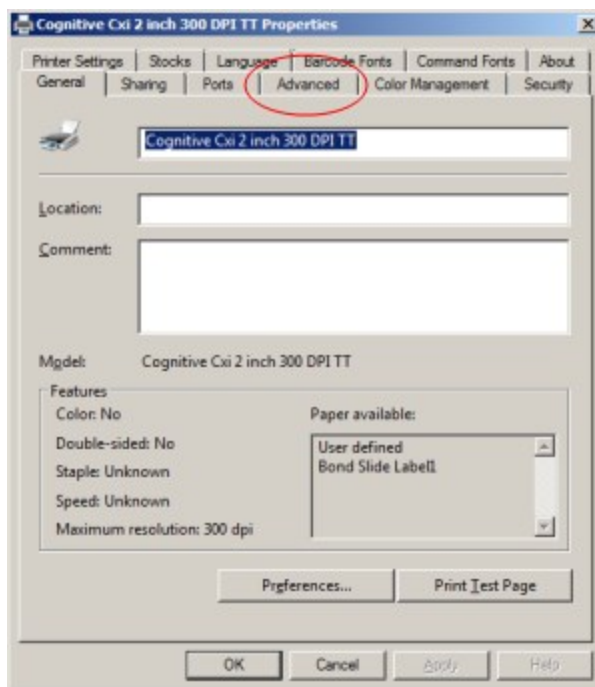 Cognitive Cxi 2 inch 300 DPI TT Properties
Printer Settings Stocks Language Barcode Fonts Command Fonts About
General Sharing Ports Advanced Color Management Security
Cognitive Cxi 2 inch 300 DPI TT
Location:
Comment:
Model: Cognitive Cxi 2 inch 300 DPI TT
Features
Color: No
Paper available:
Double-sided: No
User defined
Bond Slide Label1
Staple: Unknown
Speed: Unknown
Maximum resolution: 300 dpi
Preferences... Print Test Page
OK Cancel Apply Help